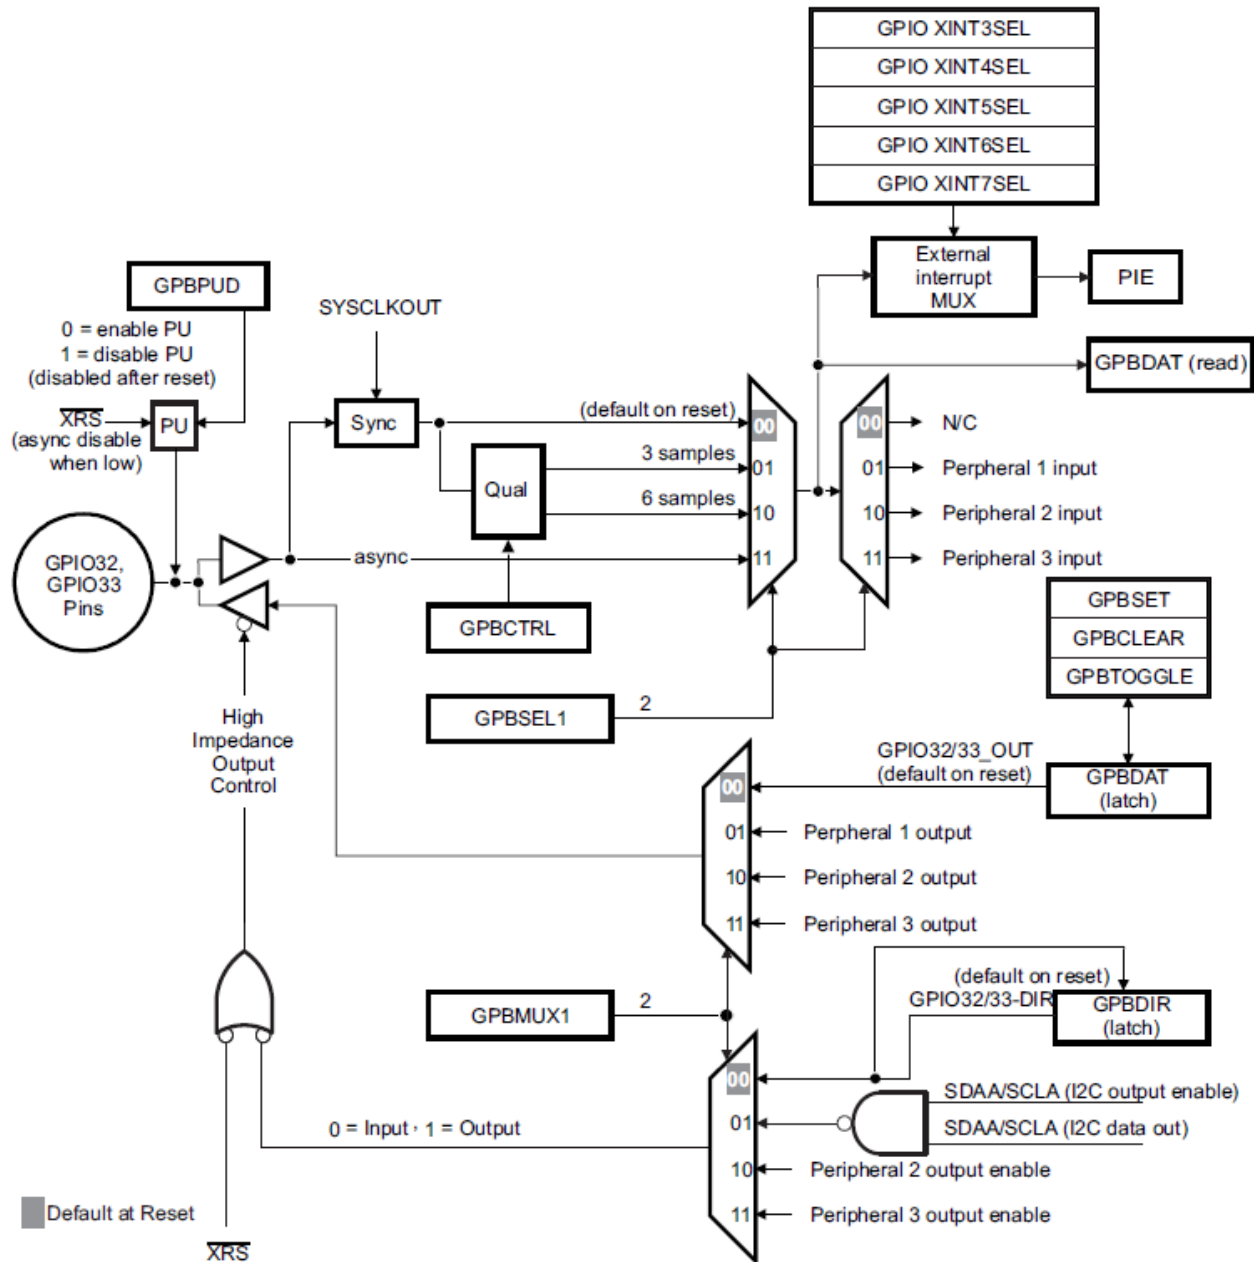 GPIO XINT3SEL
GPIO XINT4SEL
GPIO XINT5SEL
GPIO XINT6SEL
GPIO XINT7SEL
External
interrupt
MUX
PIE
GPBPUD
SYSCLKOUT
0 = enable PU
1 = disable PU
(disabled after reset)
GPBDAT (read)
XRS
(async disable
when low)
PU
Sync
(default on reset)
00
01
10
11
3 samples
6 samples
Qual
async
00
01
10
11
N/C
Perpheral 1 input
Peripheral 2 input
Peripheral 3 input
GPIO32,
GPIO33
Pins
GPBCTRL
GPBSET
GPBCLEAR
GPBTOGGLE
GPBSEL1
2
High
Impedance
Output
Control
GPIO32/33_OUT
(default on reset)
GPBDAT
(latch)
00
01
10
11
Perpheral 1 output
Peripheral 2 output
Peripheral 3 output
(default on reset)
GPIO32/33-DIR
GPBDIR
(latch)
GPBMUX1
2
00
01
10
11
SDAA/SCLA (I2C output enable)
SDAA/SCLA (I2C data out)
0 = Input, 1 = Output
Peripheral 2 output enable
Peripheral 3 output enable
Default at Reset
XRS